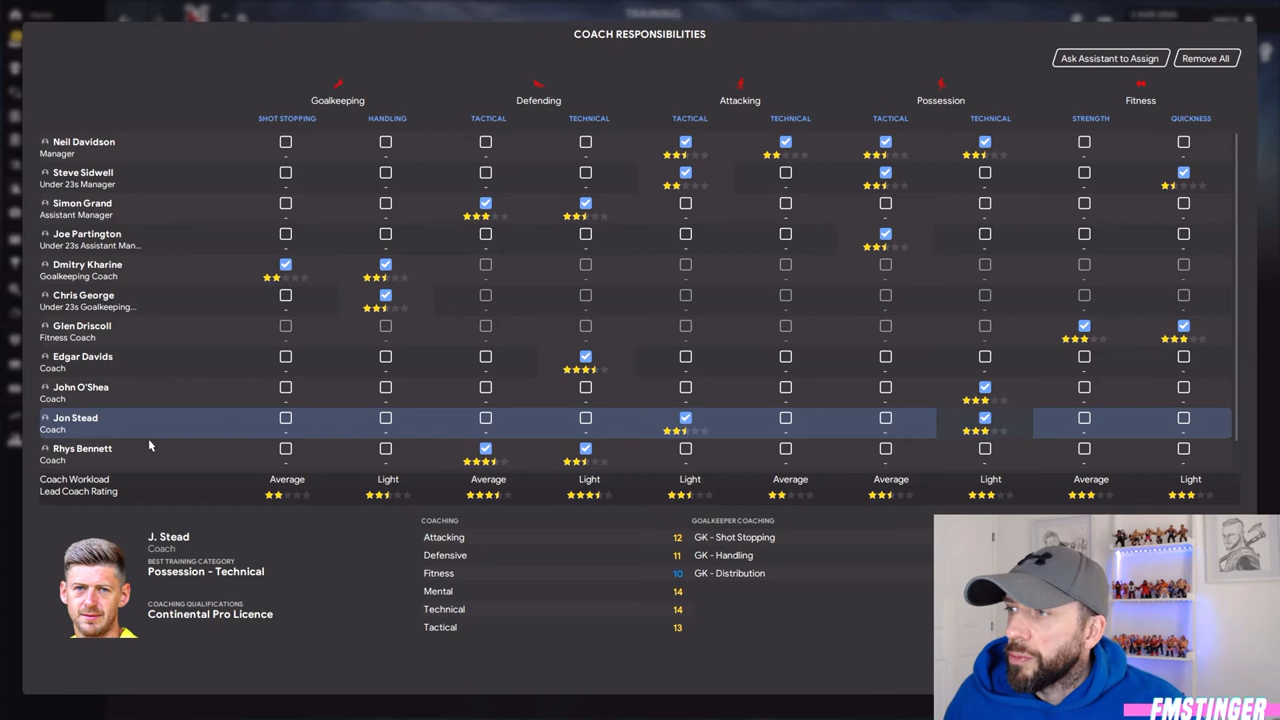 COACH RESPONSIBILITIES
Ask Assistant to Assign
Remove All
Goalkeeping
Defending
Attacking
Possession
Fitness
SHOT STOPPING
HANDLING
TACTICAL
TECHNICAL
TACTICAL
TECHNICAL
TACTICAL
TECHNICAL
STRENGTH
QUICKNESS
Neil Davidson
Manager
Steve Sidwell
Under 23s Manager
Simon Grand
Assistant Manager
Joe Partington
Under 23s Assistant Man...
Dmitry Kharine
Goalkeeping Coach
Chris George
Under 23s Goalkeeping...
Glen Driscoll
Fitness Coach
Edgar Davids
Coach
John O'Shea
Coach
Jon Stead
Coach
Rhys Bennett
Coach
Coach Workload
Average
Light
Average
Light
Light
Average
Average
Light
Average
Light
Lead Coach Rating
J. Stead
Coach
BEST TRAINING CATEGORY
Possession - Technical
COACHING QUALIFICATIONS
Continental Pro Licence
COACHING
Attacking 12
Defensive 11
Fitness 10
Mental 14
Technical 14
Tactical 13
GOALKEEPER COACHING
GK - Shot Stopping
GK - Handling
GK - Distribution
FMSTINGER